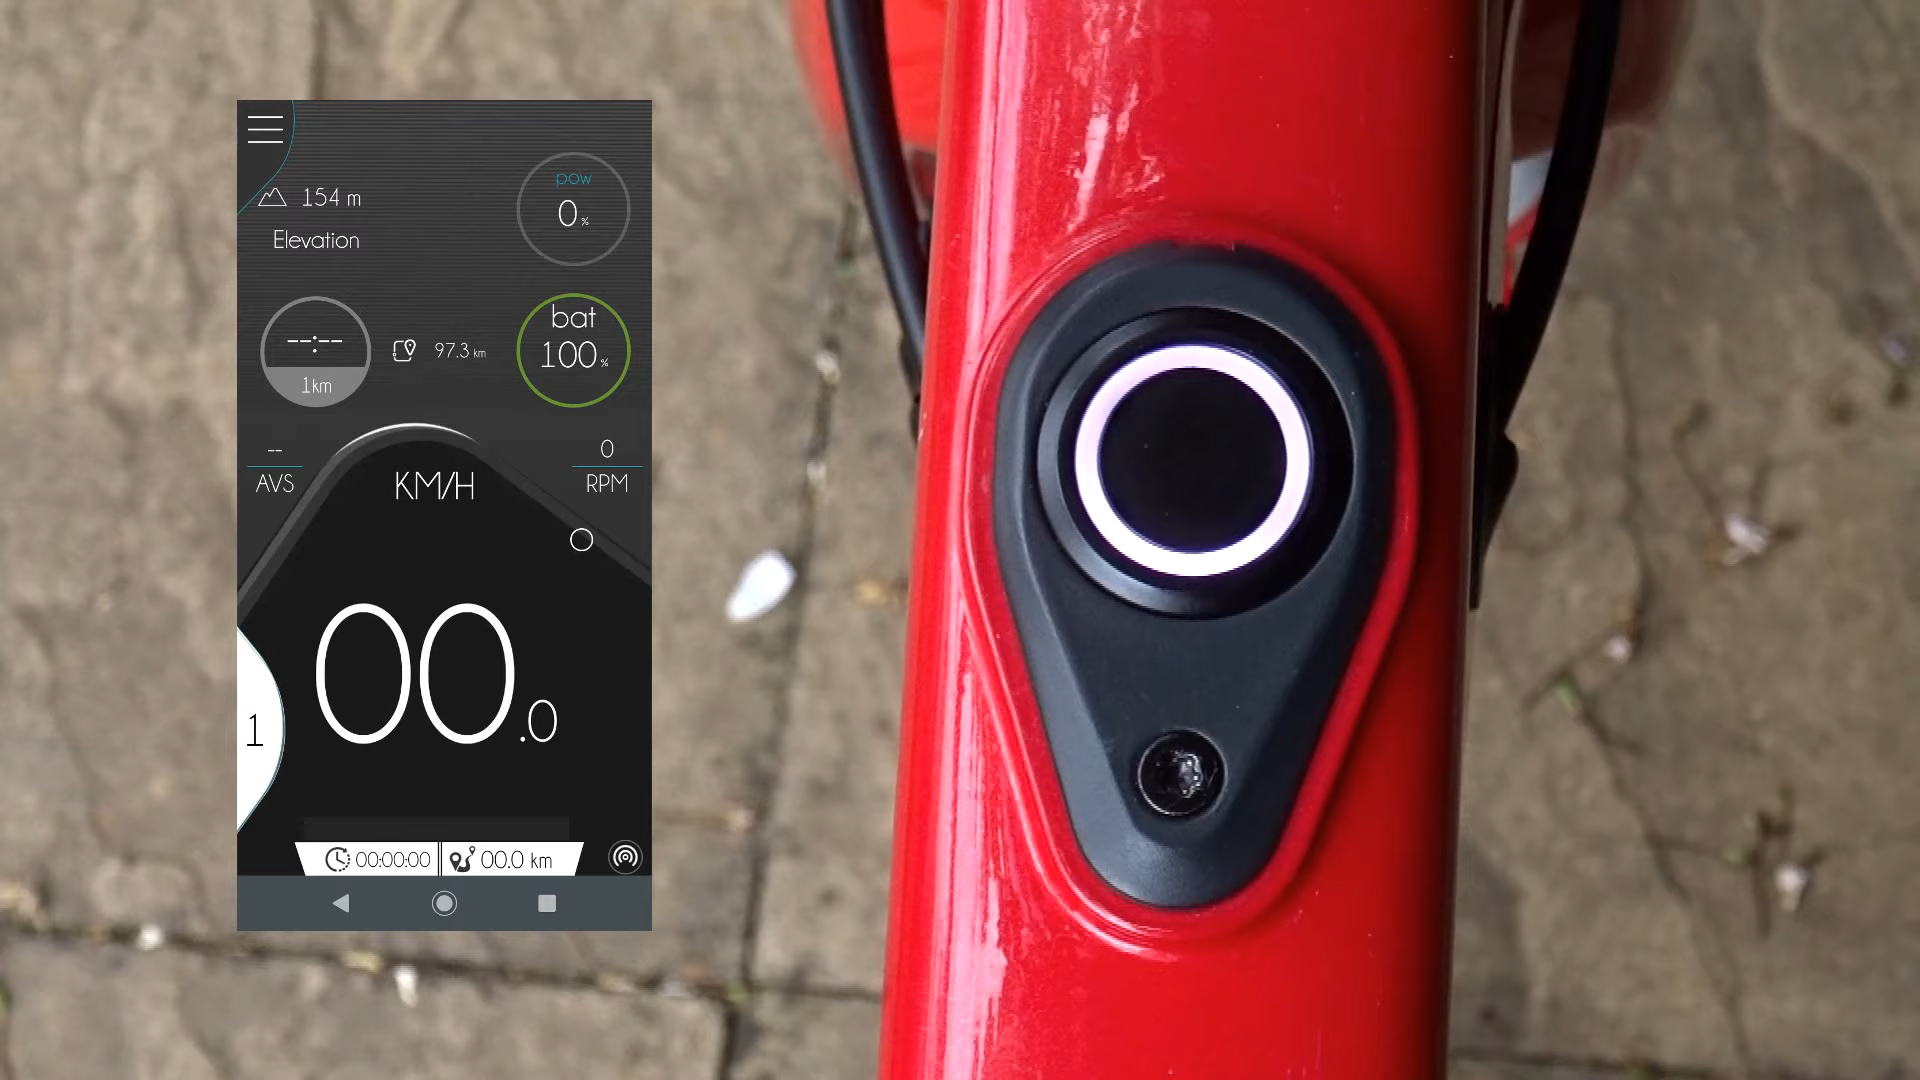 154 m
Elevation
pow
0 %
--:--
1km
97.3 km
bat
100 %
--
AVS
KM/H
0
RPM
00.0
1
00:00:00
00.0 km